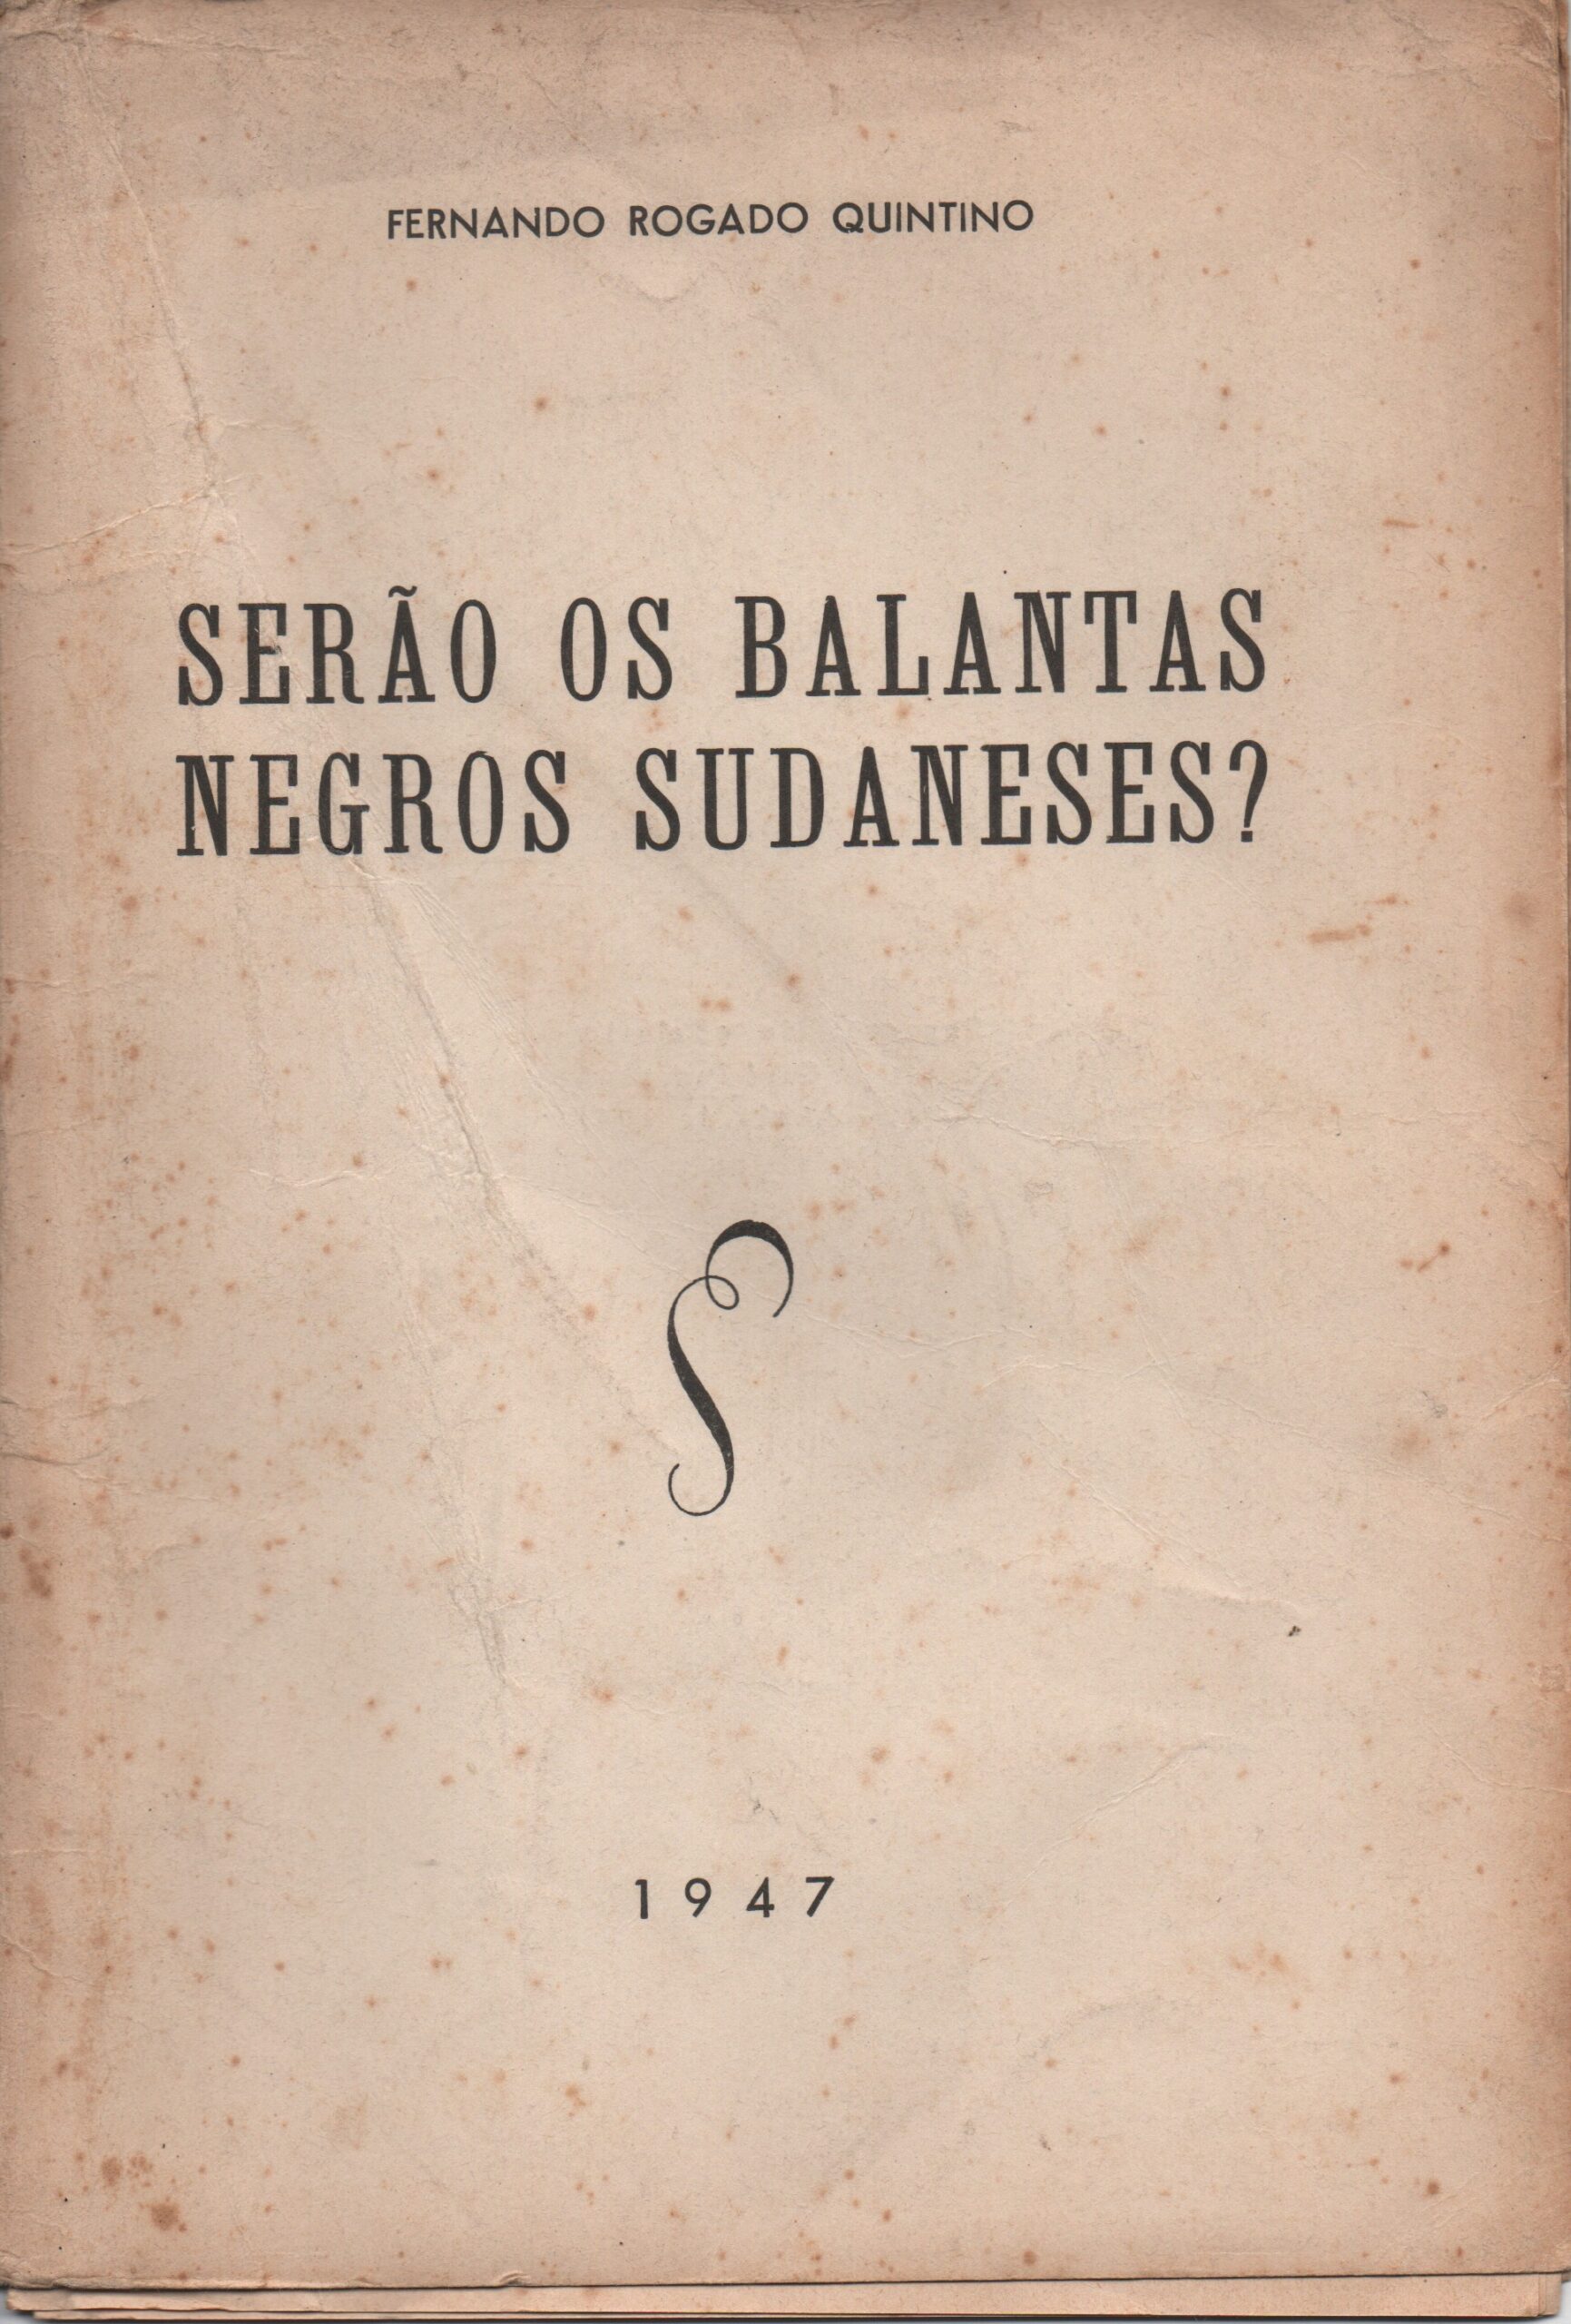 FERNANDO ROGADO QUINTINO
SERÃO OS BALANTAS
NEGROS SUDANESES?
1947